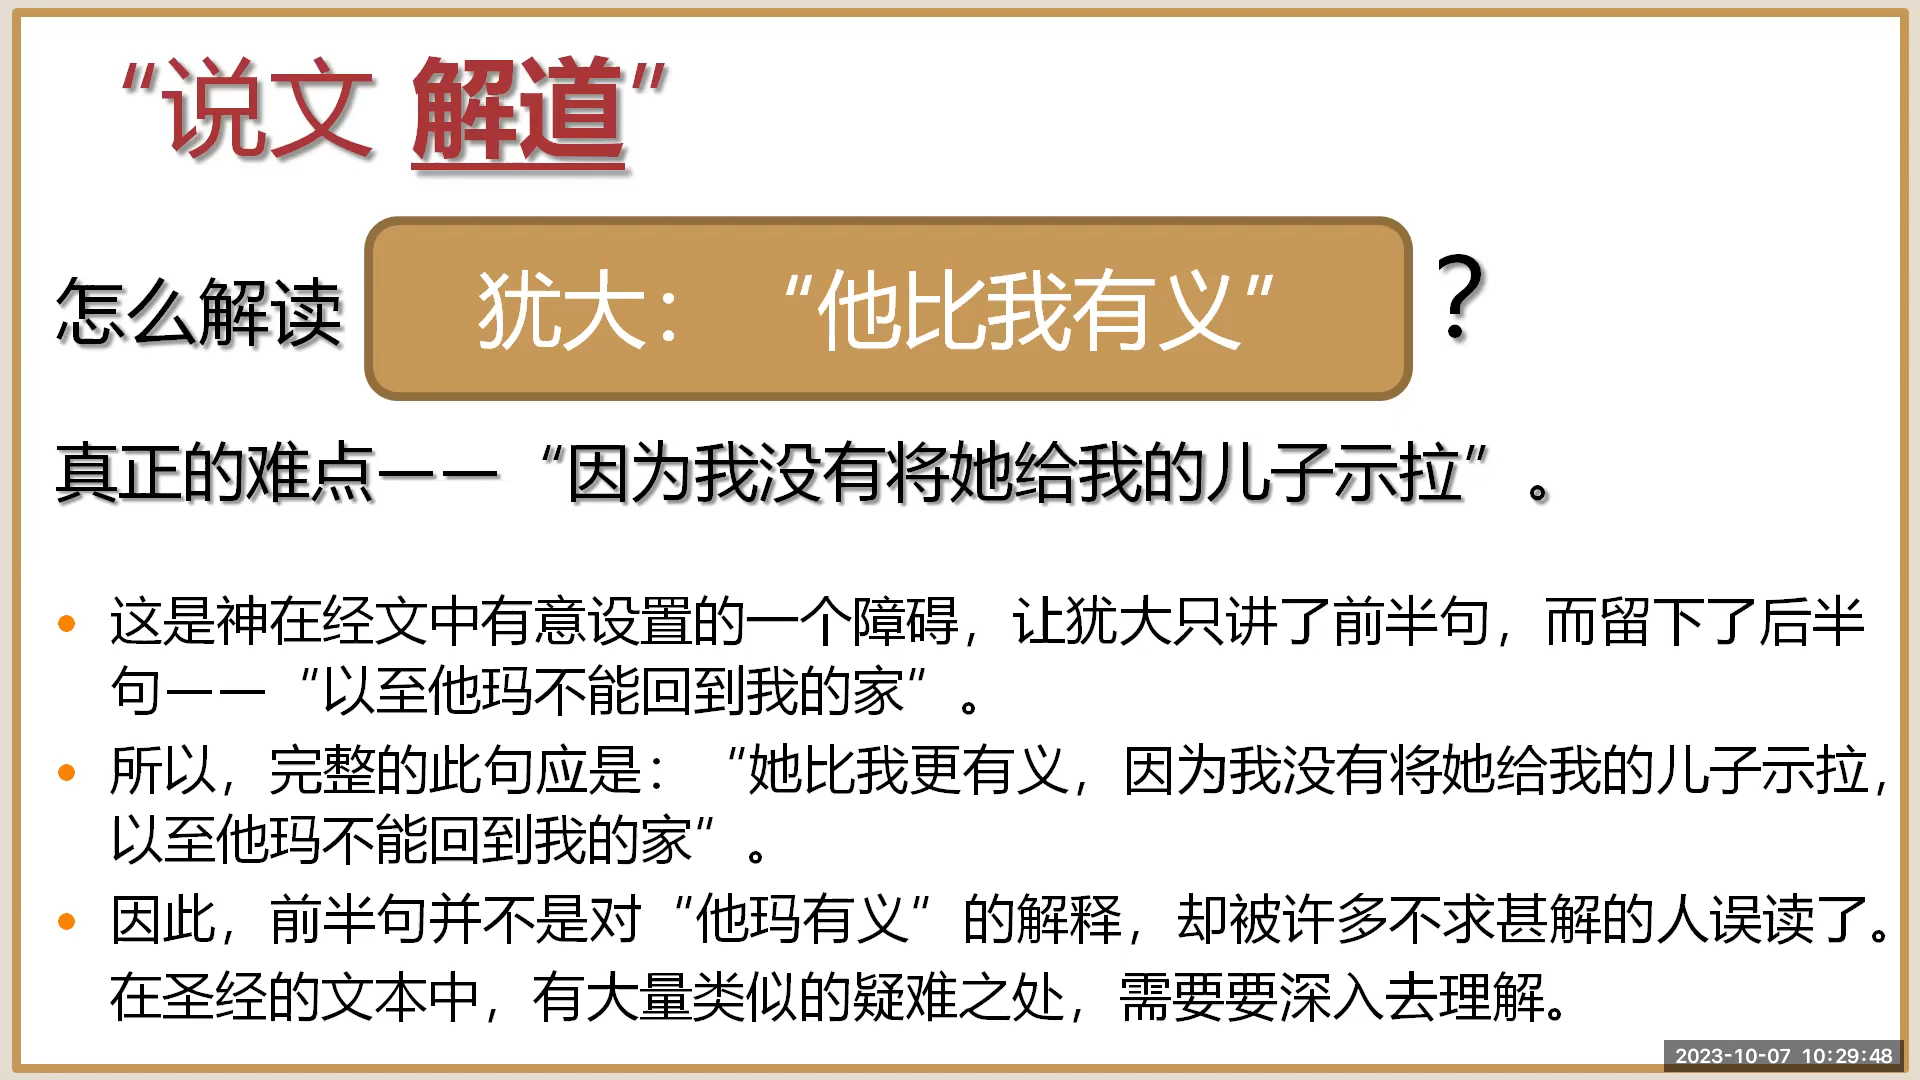 “说文 解道”
怎么解读 犹大：“他比我有义” ？
真正的难点——“因为我没有将她给我的儿子示拉”。
• 这是神在经文中有意设置的一个障碍，让犹大只讲了前半句，而留下了后半
句——“以至他玛不能回到我的家”。
• 所以，完整的此句应是：“她比我更有义，因为我没有将她给我的儿子示拉，
以至他玛不能回到我的家”。
• 因此，前半句并不是对“他玛有义”的解释，却被许多不求甚解的人误读了。
在圣经的文本中，有大量类似的疑难之处，需要要深入去理解。
2023-10-07 10:29:48